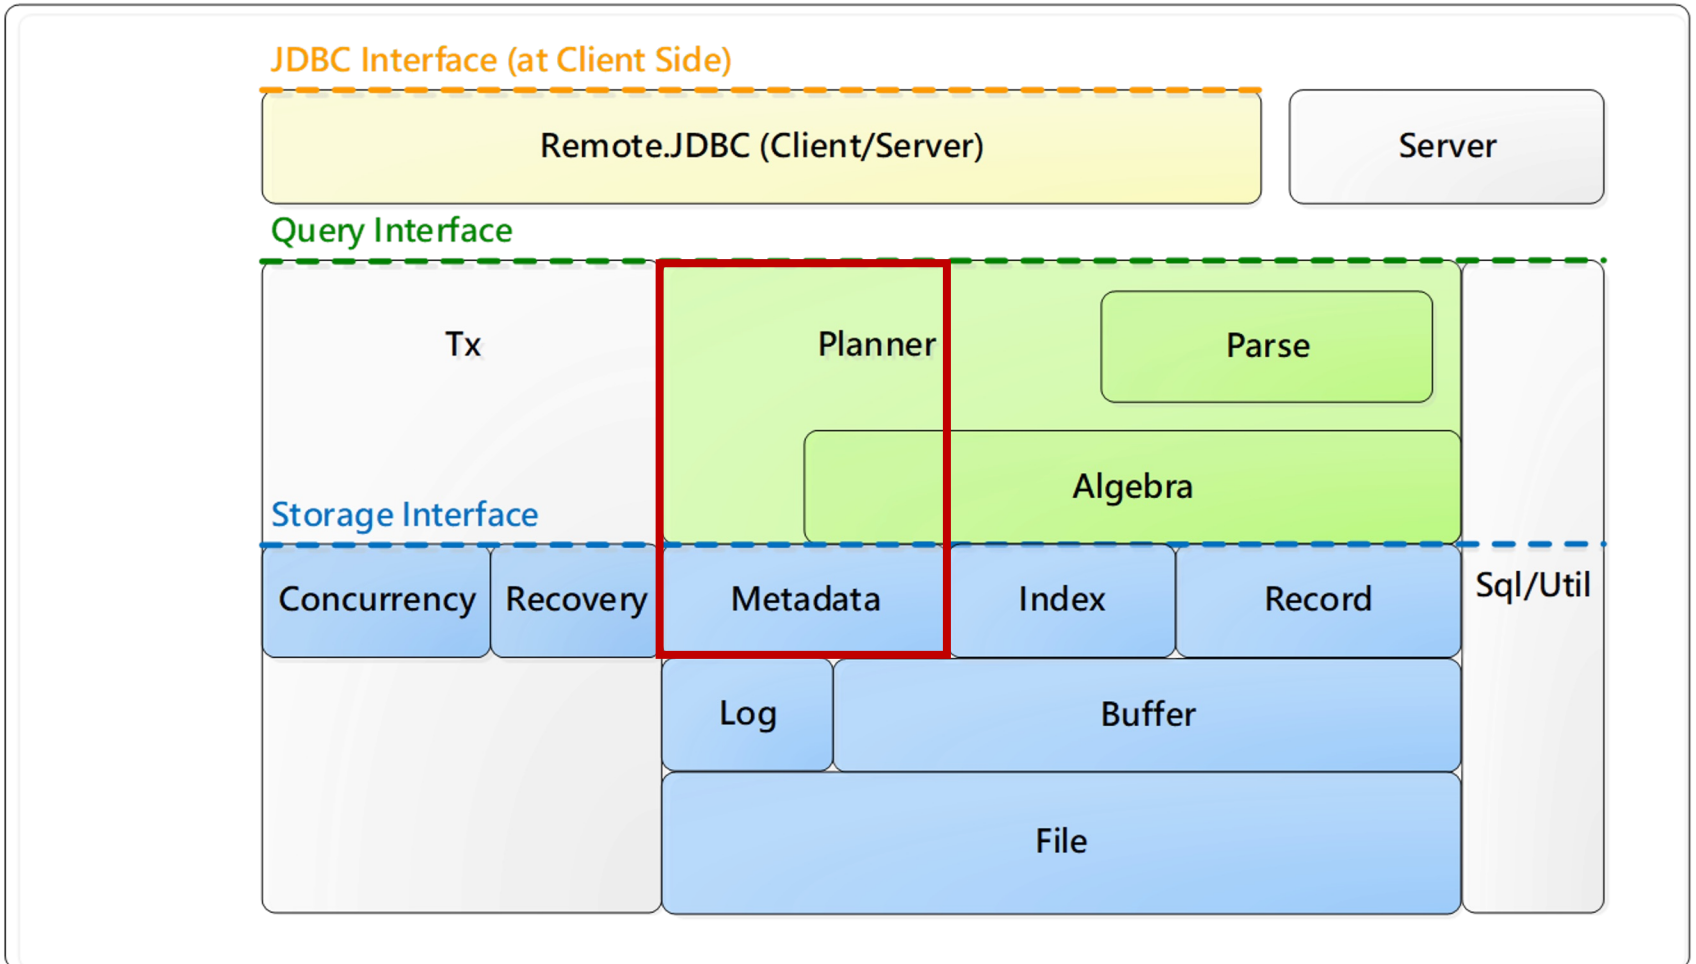 JDBC Interface (at Client Side)
Remote.JDBC (Client/Server)
Server
Query Interface
Tx
Planner
Parse
Algebra
Storage Interface
Concurrency
Recovery
Metadata
Index
Record
Sql/Util
Log
Buffer
File